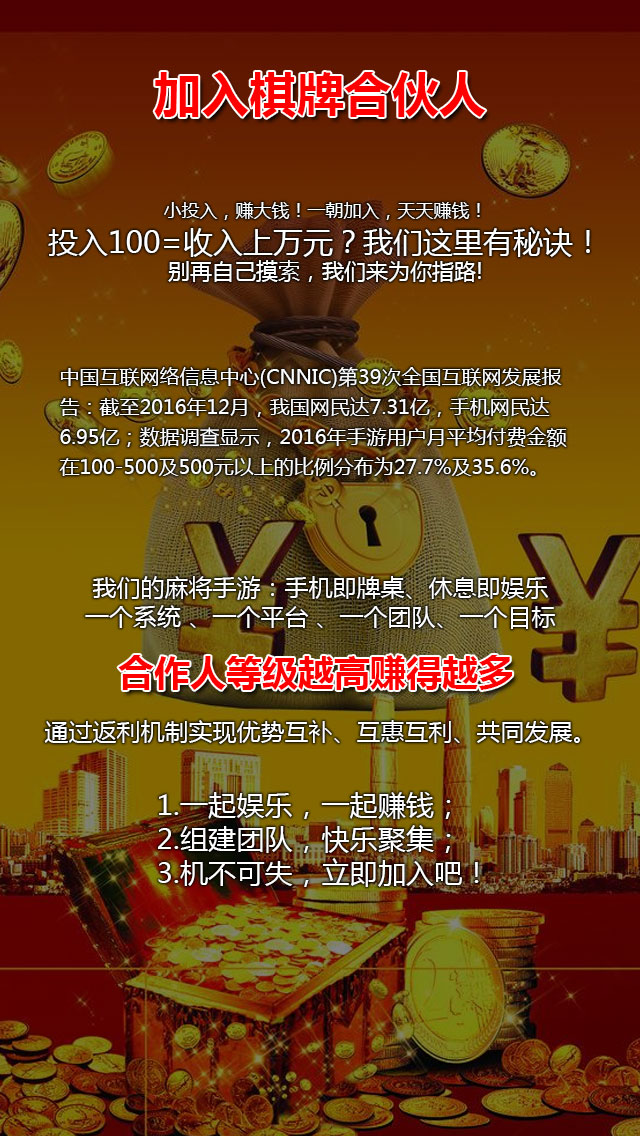 加入棋牌合伙人
小投入，赚大钱！一朝加入，天天赚钱！
投入100=收入上万元？我们这里有秘诀！
别再自己摸索，我们来为你指路!
中国互联网络信息中心(CNNIC)第39次全国互联网发展报
告：截至2016年12月，我国网民达7.31亿，手机网民达
6.95亿；数据调查显示，2016年手游用户月平均付费金额
在100-500及500元以上的比例分布为27.7%及35.6%。
我们的麻将手游：手机即牌桌、休息即娱乐
一个系统 、一个平台 、一个团队、一个目标
合作人等级越高赚得越多
通过返利机制实现优势互补、互惠互利、共同发展。
1.一起娱乐，一起赚钱；
2.组建团队，快乐聚集；
3.机不可失，立即加入吧！